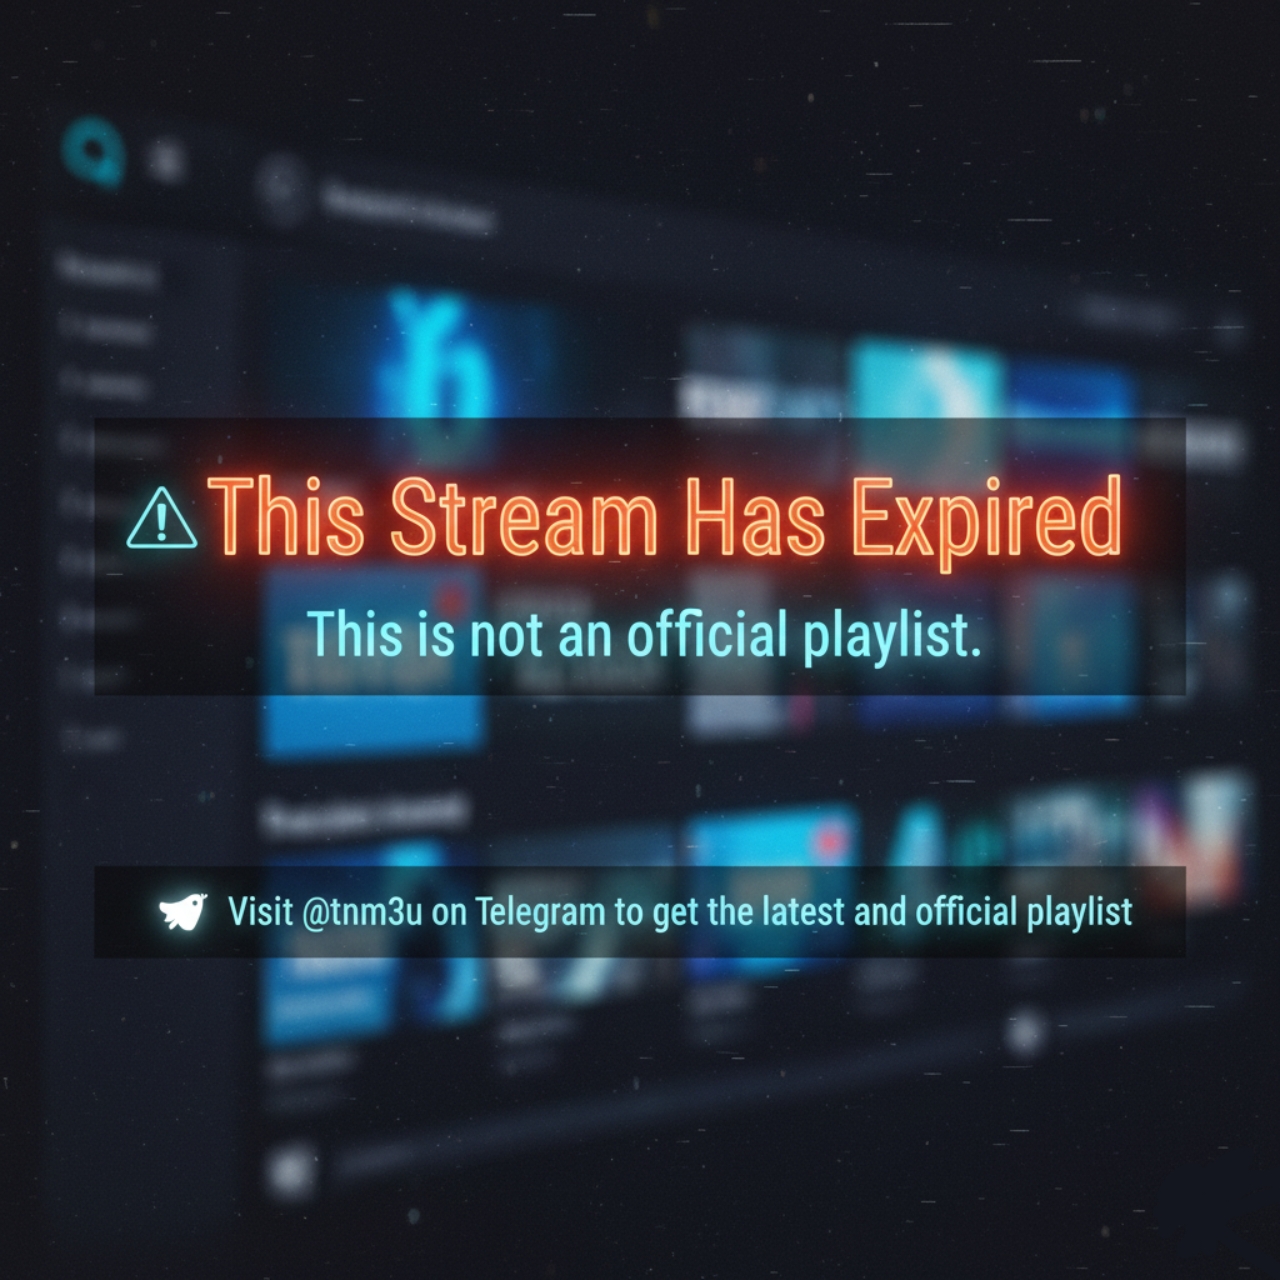 This Stream Has Expired
This is not an official playlist.
Visit @tnm3u on Telegram to get the latest and official playlist